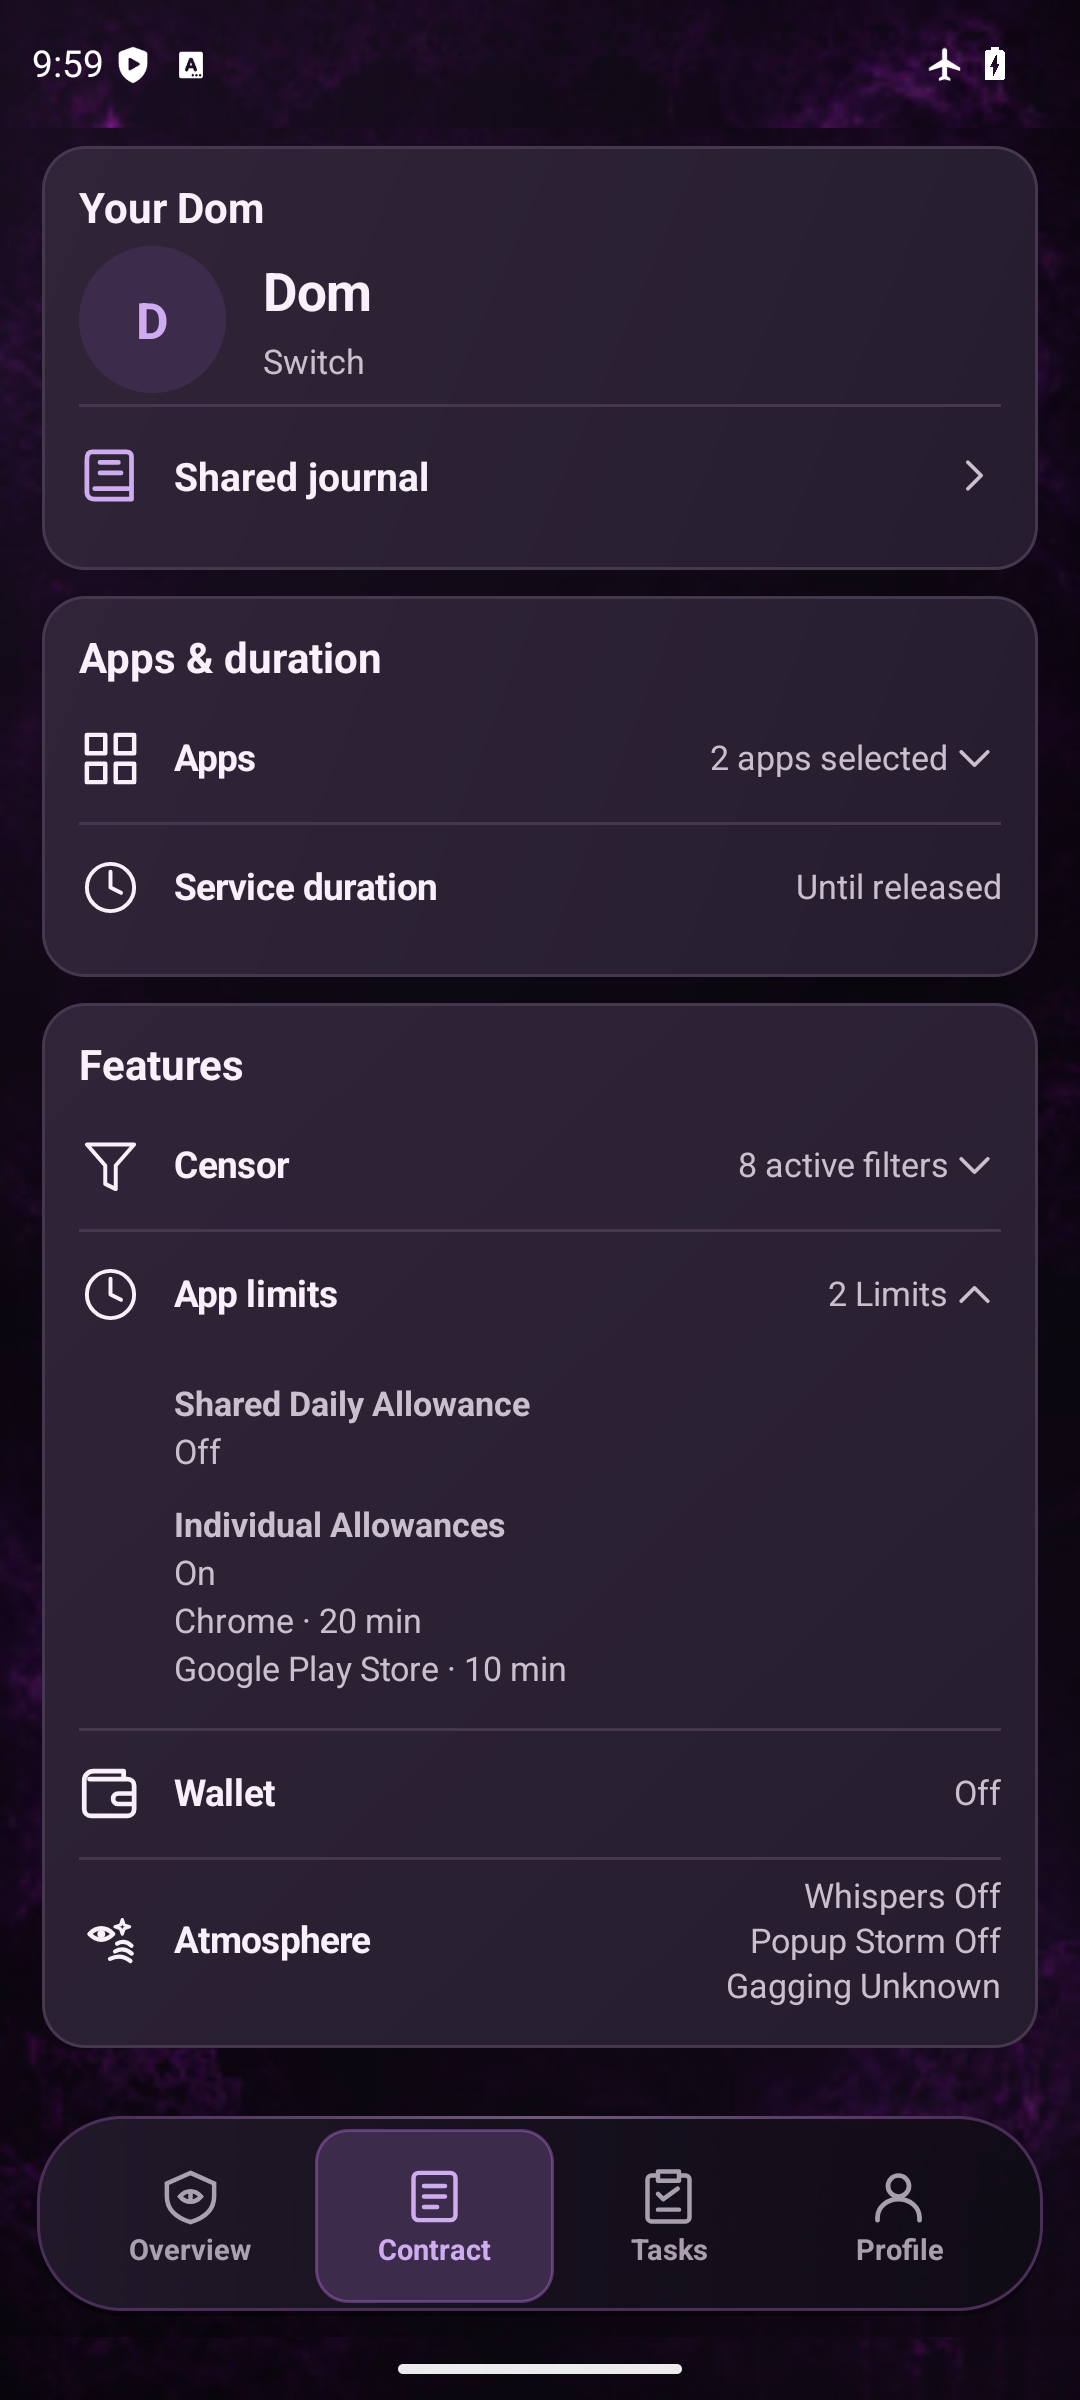 9:59
Your Dom
D
Dom
Switch
Shared journal
Apps & duration
Apps
2 apps selected
Service duration
Until released
Features
Censor
8 active filters
App limits
2 Limits
Shared Daily Allowance
Off
Individual Allowances
On
Chrome · 20 min
Google Play Store · 10 min
Wallet
Off
Atmosphere
Whispers Off
Popup Storm Off
Gagging Unknown
Overview
Contract
Tasks
Profile